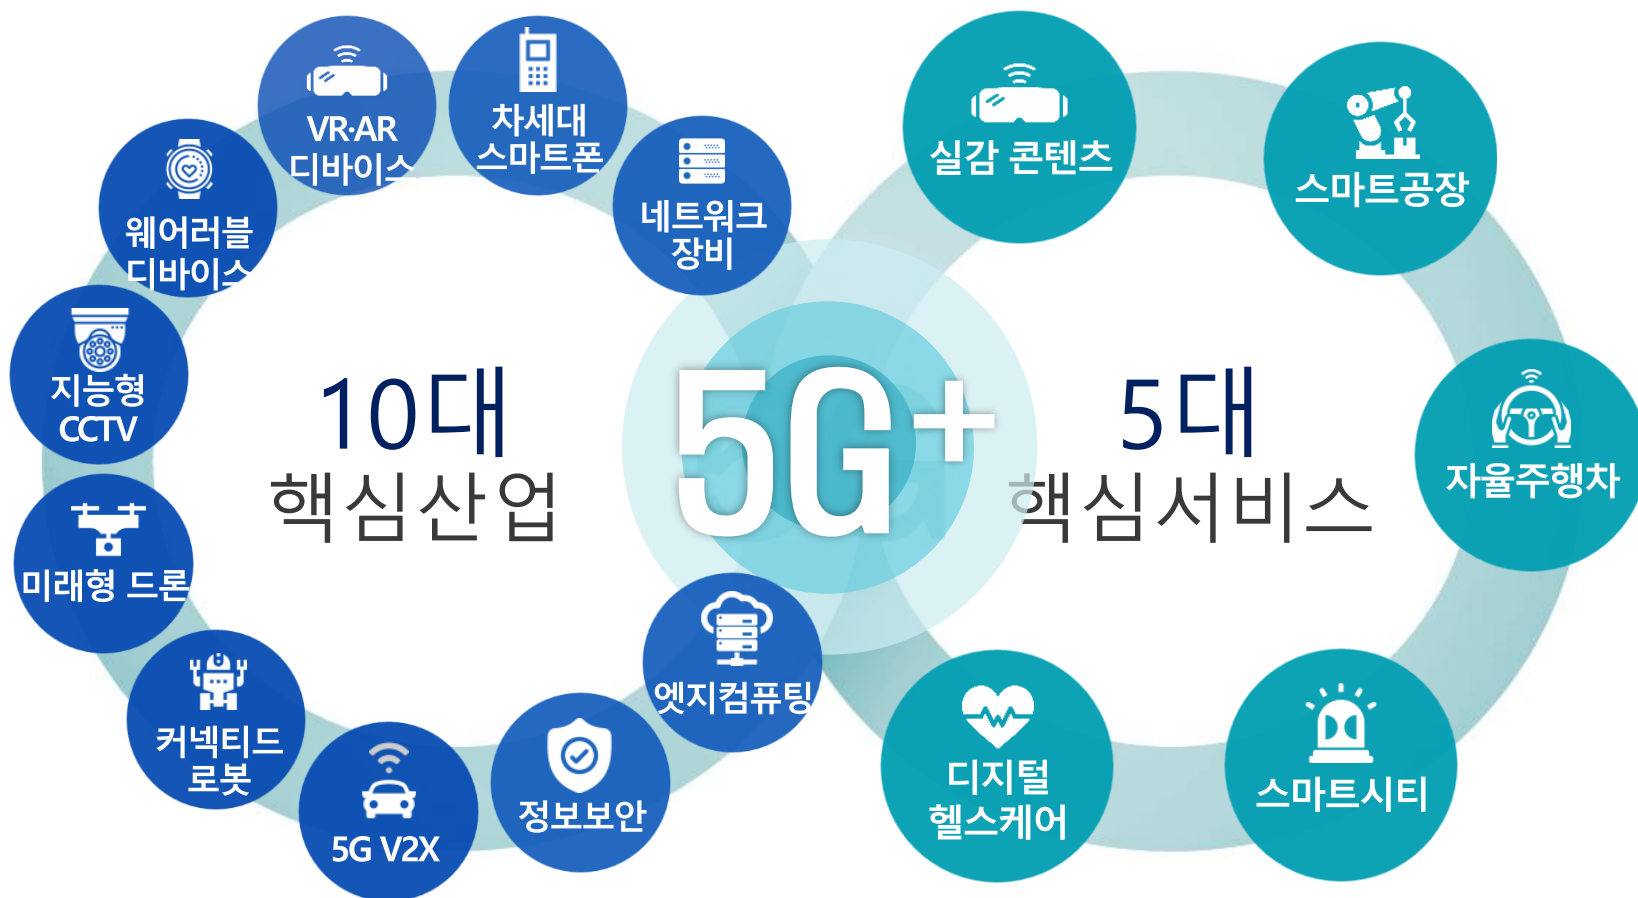 10대
핵심산업
네트워크
장비
차세대
스마트폰
VR·AR
디바이스
웨어러블
디바이스
지능형
CCTV
미래형 드론
커넥티드
로봇
5G V2X
정보보안
엣지컴퓨팅
5G+
5대
핵심서비스
실감 콘텐츠
스마트공장
자율주행차
스마트시티
디지털
헬스케어